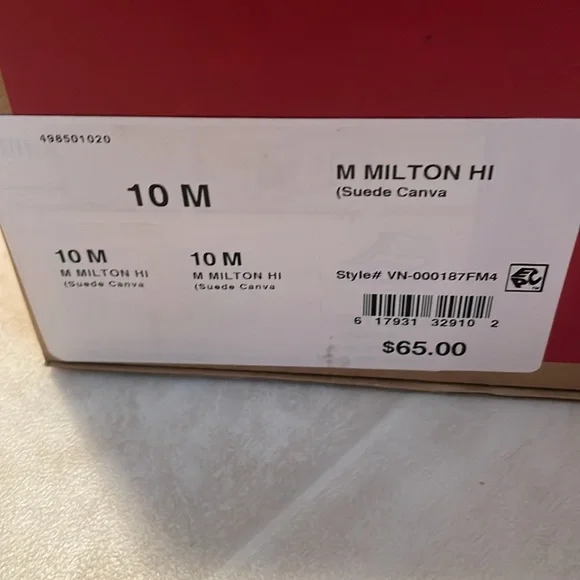 498501020
10 M
M MILTON HI
(Suede Canva
10 M
M MILTON HI
(Suede Canva
10 M
M MILTON HI
(Suede Canva
Style# VN-000187FM4
6 17931 32910 2
$65.00